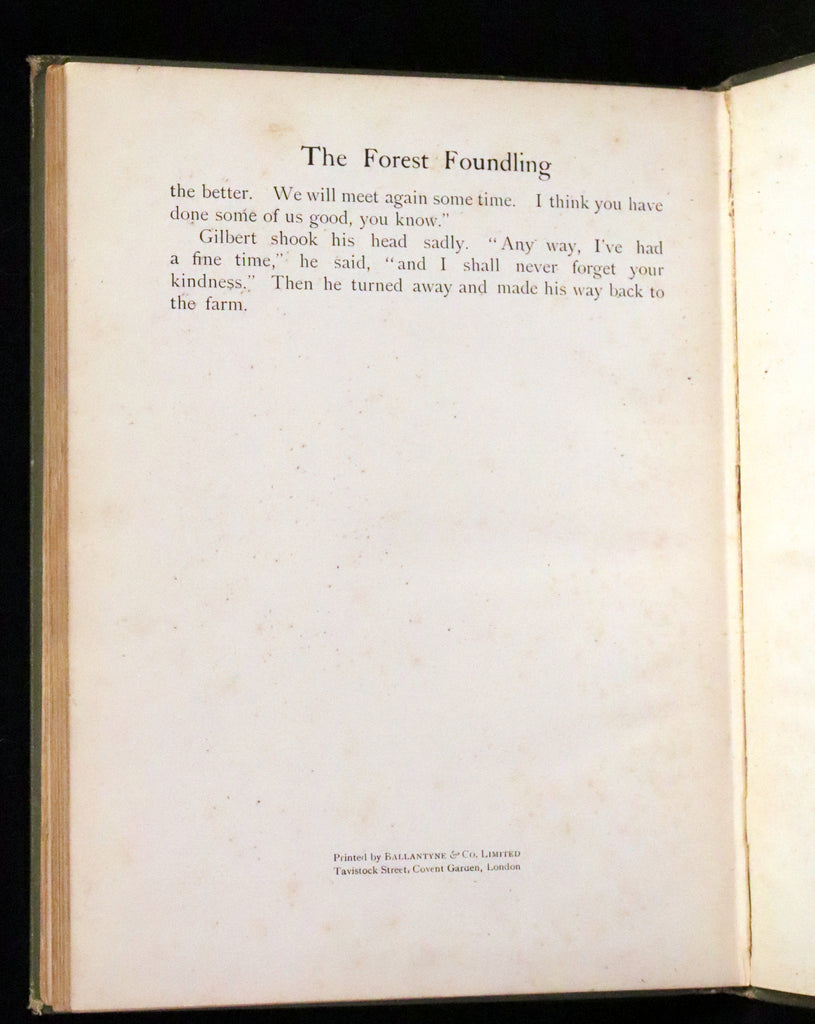 The Forest Foundling
the better. We will meet again some time. I think you have
done some of us good, you know."
Gilbert shook his head sadly. "Any way, I've had
a fine time," he said, "and I shall never forget your
kindness." Then he turned away and made his way back to
the farm.
Printed by BALLANTYNE & Co. LIMITED
Tavistock Street, Covent Garden, London